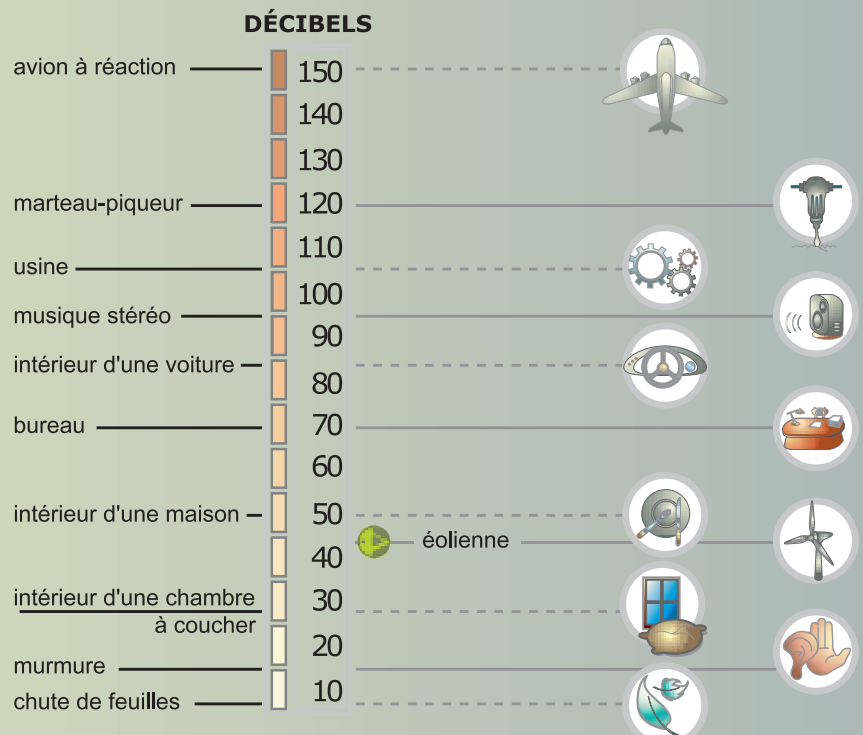 DÉCIBELS
avion à réaction 150
140
130
marteau-piqueur 120
110
usine
100
musique stéréo
90
intérieur d'une voiture
80
bureau 70
60
intérieur d'une maison 50
éolienne
40
intérieur d'une chambre 30
à coucher
20
murmure
10
chute de feuilles